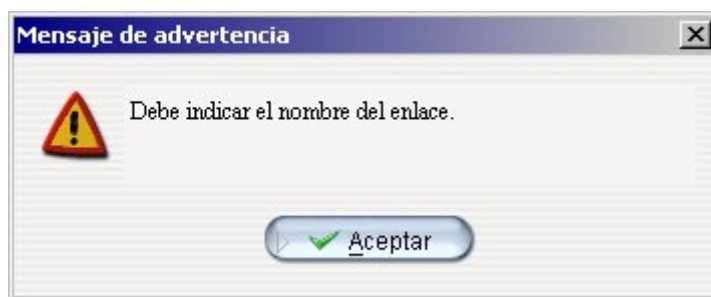 Mensaje de advertencia
Debe indicar el nombre del enlace.
Aceptar